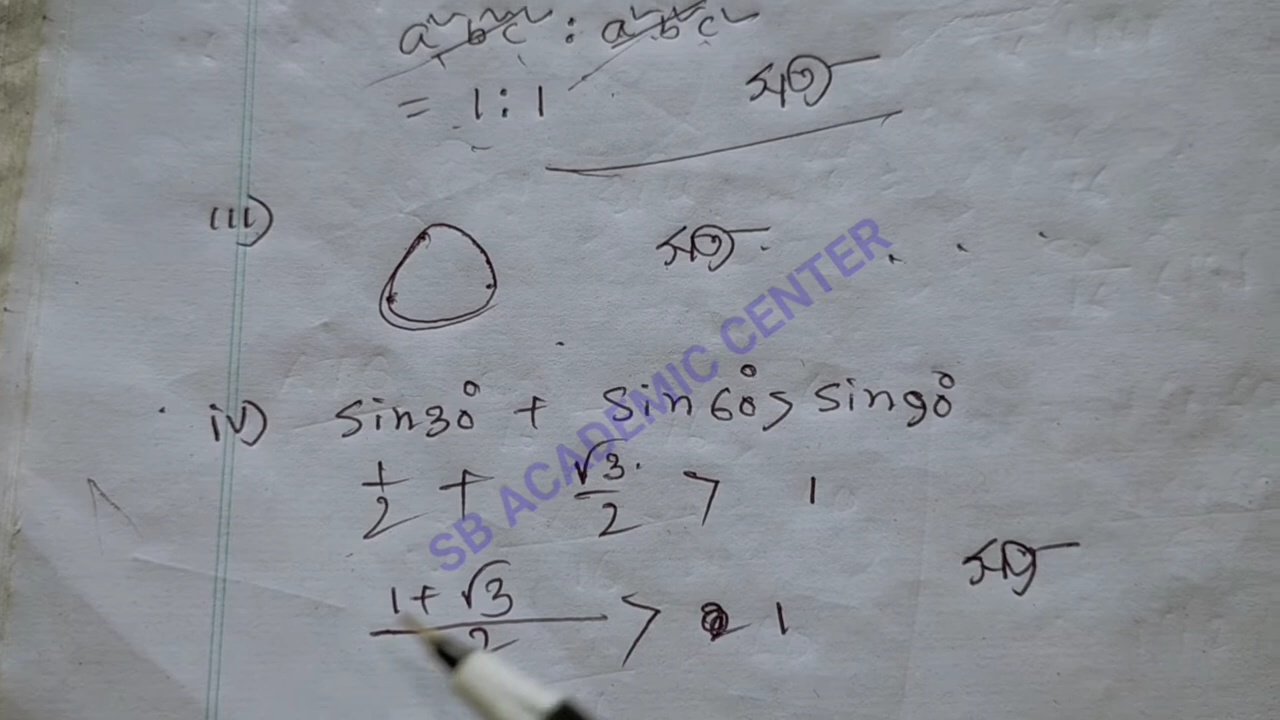 a²b²c² : a²b²c²
= 1:1 সত্য
(iii) সত্য
iv) sin30° + sin60° > sin90°
1/2 + √3/2 > 1
সত্য
1+√3/2 > 1
SB ACADEMIC CENTER